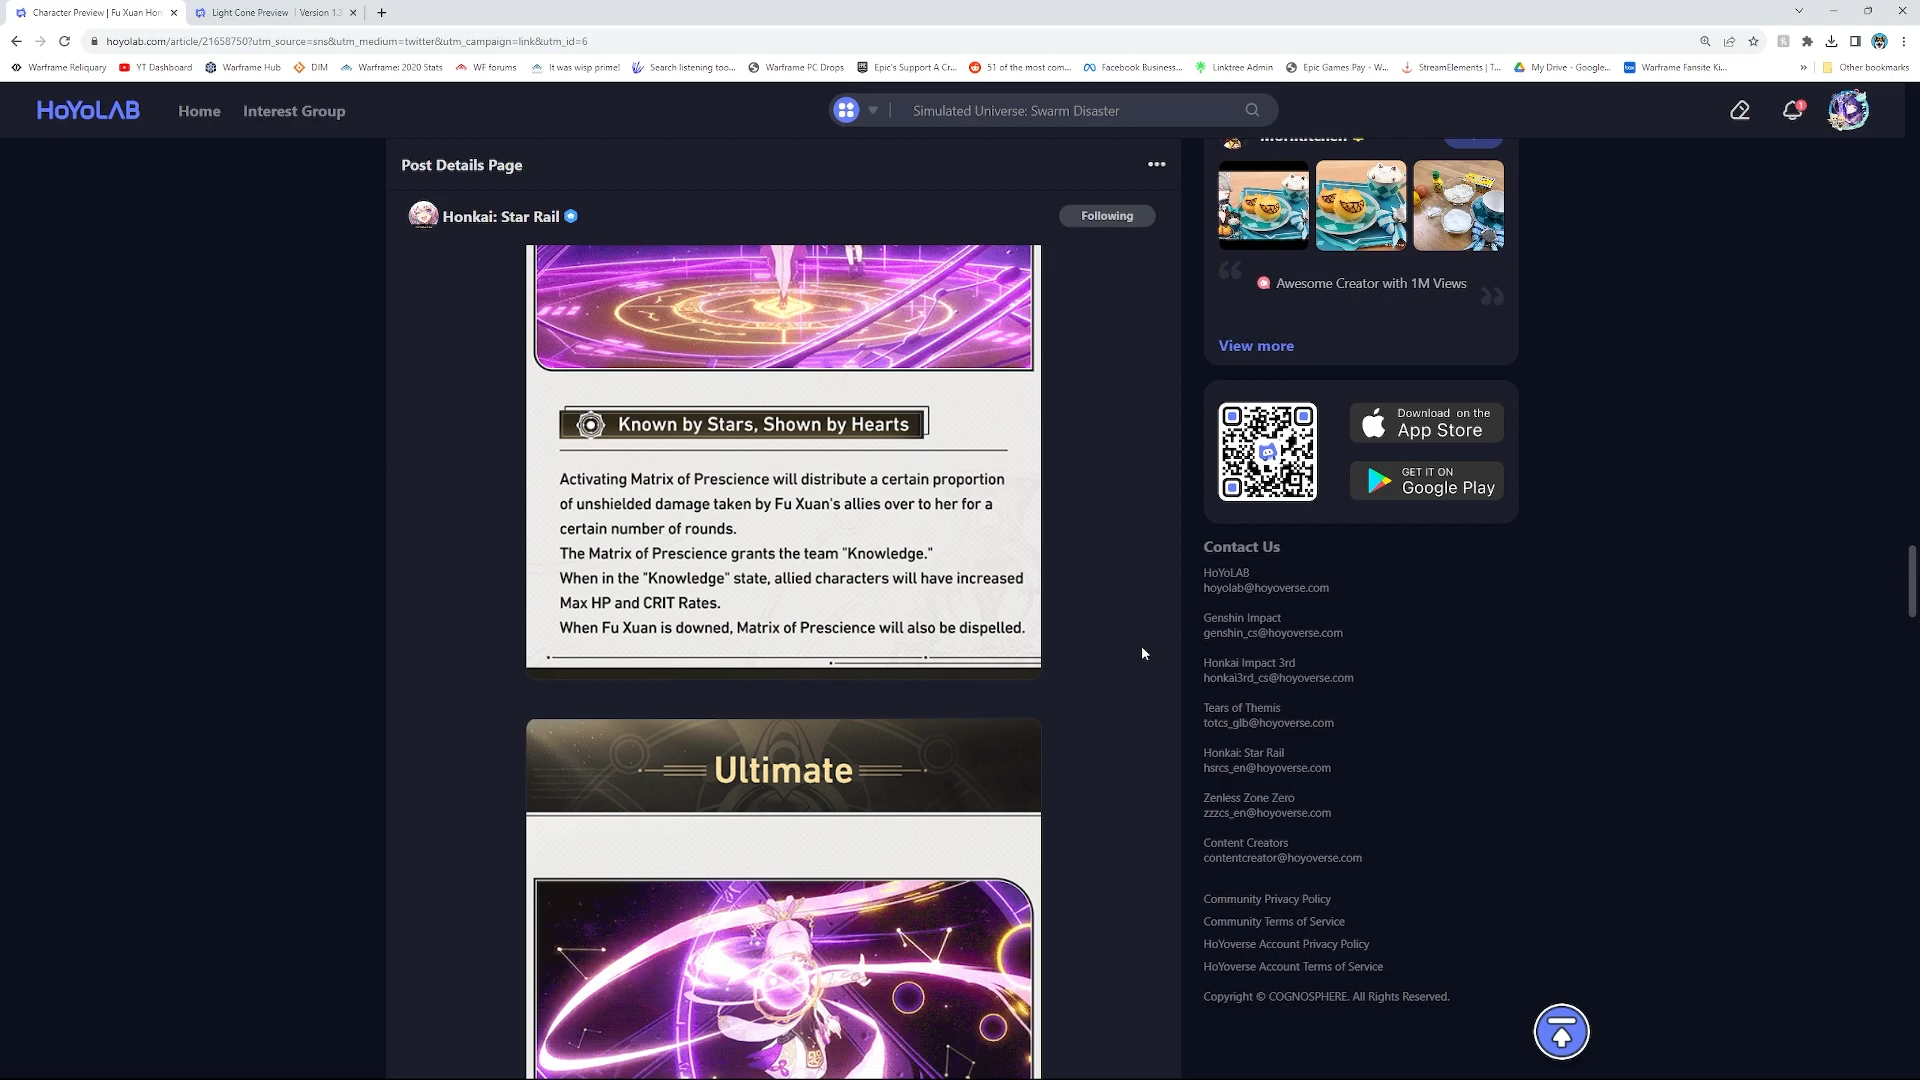 Character Preview | Fu Xuan Hon
Light Cone Preview | Version 1.3
hoyolab.com/article/21658750?utm_source=sns&utm_medium=twitter&utm_campaign=link&utm_id=6
Warframe Reliquary
YT Dashboard
Warframe Hub
DIM
Warframe: 2020 Stats
WF forums
It was wisp prime!
Search listening too...
Warframe PC Drops
Epic's Support A Cr...
51 of the most com...
Facebook Business...
Linktree Admin
Epic Games Pay - W...
StreamElements | T...
My Drive - Google...
Warframe Fansite Ki...
»
Other bookmarks
HoYoLAB
Home
Interest Group
Simulated Universe: Swarm Disaster
1
Post Details Page
Honkai: Star Rail
Following
Known by Stars, Shown by Hearts
Activating Matrix of Prescience will distribute a certain proportion
of unshielded damage taken by Fu Xuan's allies over to her for a
certain number of rounds.
The Matrix of Prescience grants the team "Knowledge."
When in the "Knowledge" state, allied characters will have increased
Max HP and CRIT Rates.
When Fu Xuan is downed, Matrix of Prescience will also be dispelled.
Ultimate
Awesome Creator with 1M Views
View more
Download on the
App Store
GET IT ON
Google Play
Contact Us
HoYoLAB
hoyolab@hoyoverse.com
Genshin Impact
genshin_cs@hoyoverse.com
Honkai Impact 3rd
honkai3rd_cs@hoyoverse.com
Tears of Themis
totcs_glb@hoyoverse.com
Honkai: Star Rail
hsrcs_en@hoyoverse.com
Zenless Zone Zero
zzzcs_en@hoyoverse.com
Content Creators
contentcreator@hoyoverse.com
Community Privacy Policy
Community Terms of Service
HoYoverse Account Privacy Policy
HoYoverse Account Terms of Service
Copyright © COGNOSPHERE. All Rights Reserved.